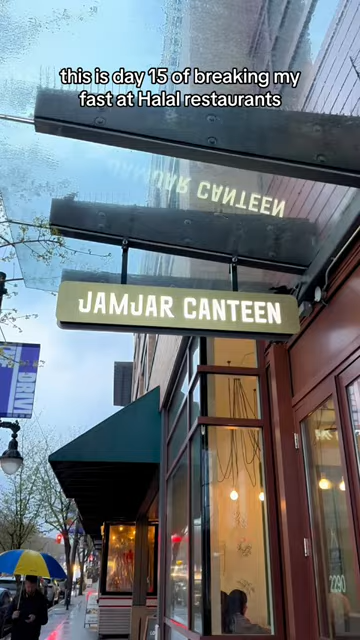 this is day 15 of breaking my
fast at Halal restaurants
JAMJAR CANTEEN
JAMJAR CANTEEN
2290